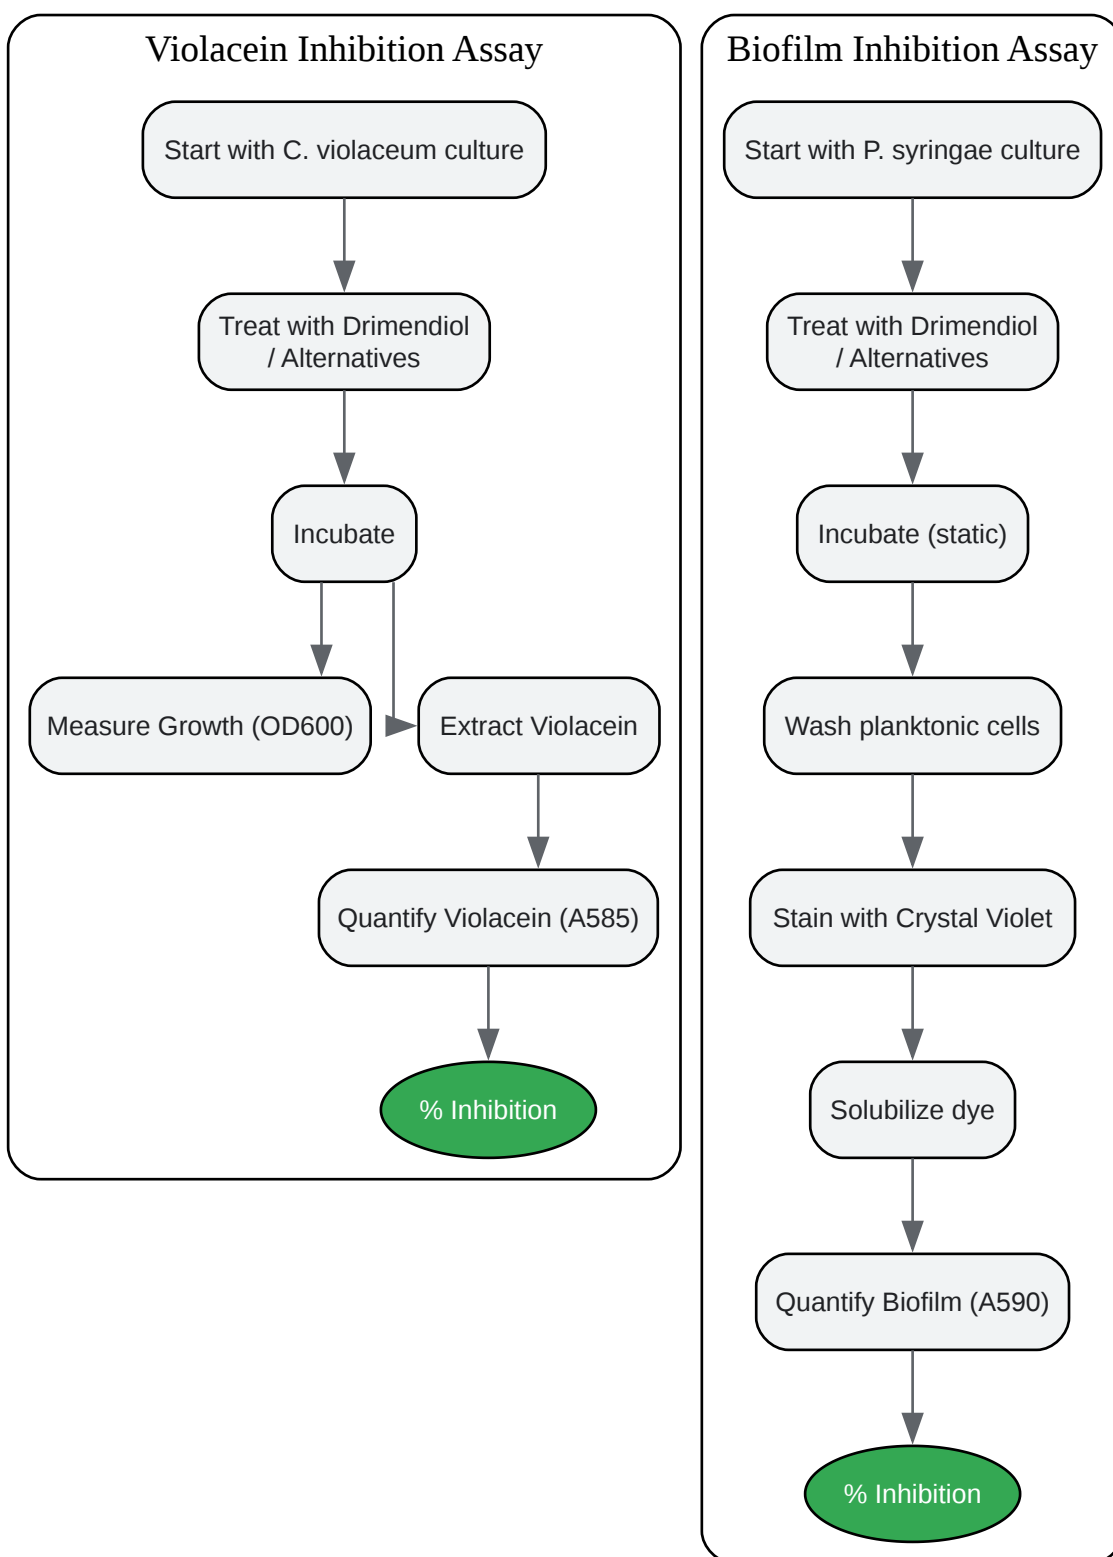 Violacein Inhibition Assay
Start with C. violaceum culture
Treat with Drimendiol
/ Alternatives
Incubate
Measure Growth (OD600)
Extract Violacein
Quantify Violacein (A585)
% Inhibition
Biofilm Inhibition Assay
Start with P. syringae culture
Treat with Drimendiol
/ Alternatives
Incubate (static)
Wash planktonic cells
Stain with Crystal Violet
Solubilize dye
Quantify Biofilm (A590)
% Inhibition